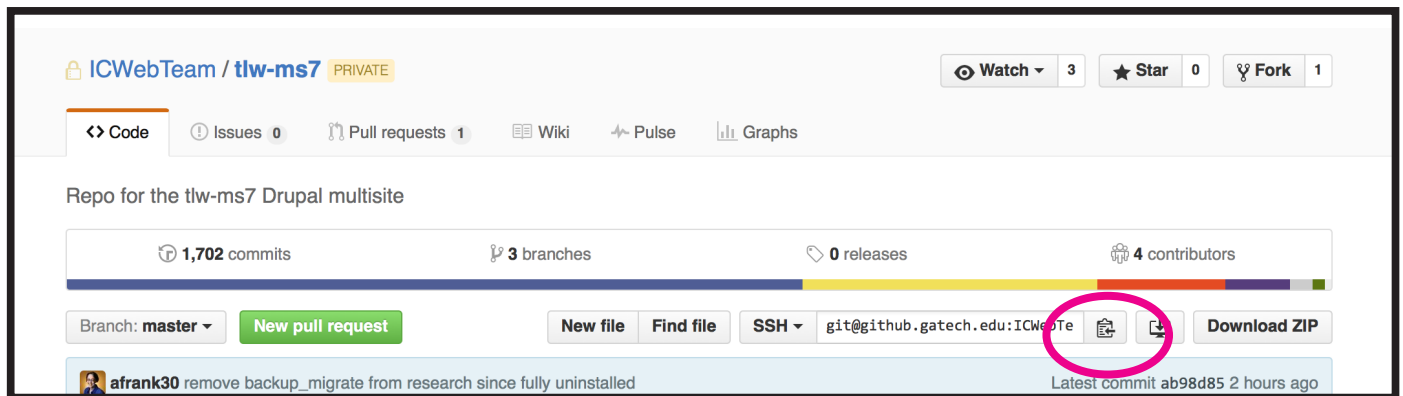 ICWebTeam / tlw-ms7 PRIVATE Watch 3 Star 0 Fork 1
Code Issues 0 Pull requests 1 Wiki Pulse Graphs
Repo for the tlw-ms7 Drupal multisite
1,702 commits 3 branches 0 releases 4 contributors
Branch: master New pull request New file Find file SSH git@github.gatech.edu:ICWebTe Download ZIP
afrank30 remove backup_migrate from research since fully uninstalled Latest commit ab98d85 2 hours ago